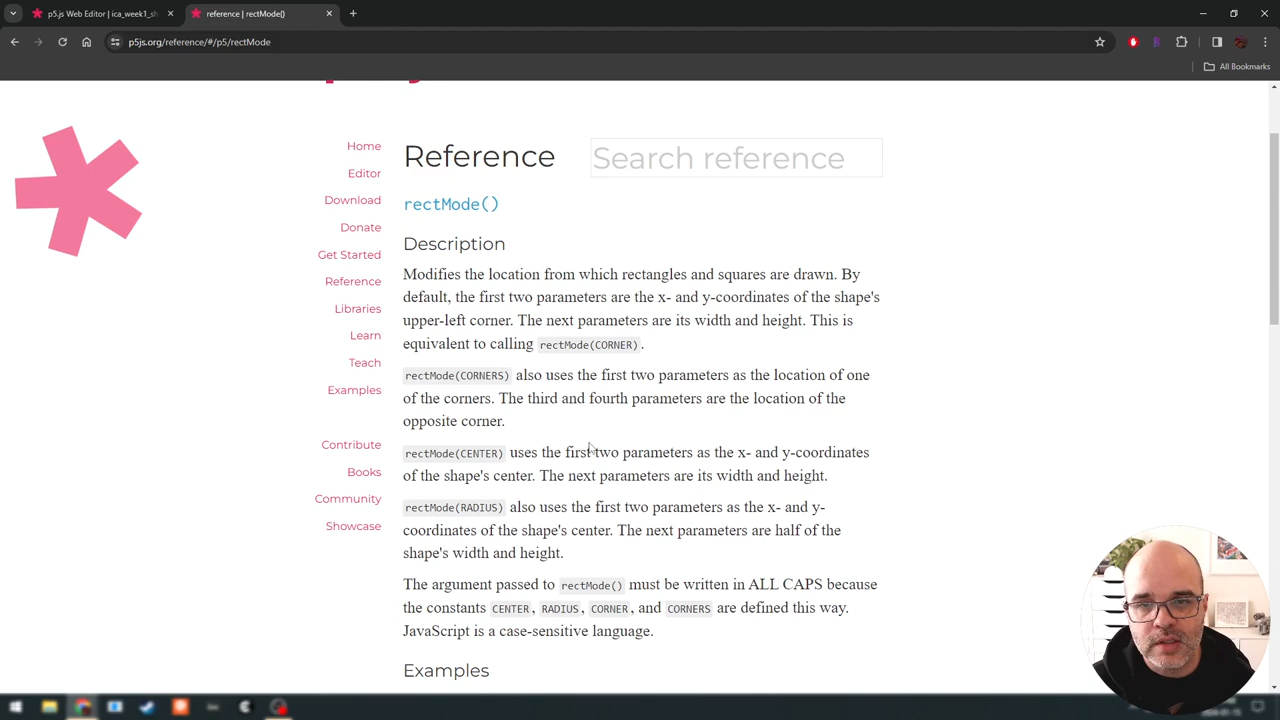 p5.js Web Editor | ica_week1_sh
reference | rectMode()
p5js.org/reference/#/p5/rectMode
All Bookmarks
Home
Editor
Download
Donate
Get Started
Reference
Libraries
Learn
Teach
Examples
Contribute
Books
Community
Showcase
Reference
Search reference
rectMode()
Description
Modifies the location from which rectangles and squares are drawn. By
default, the first two parameters are the x- and y-coordinates of the shape's
upper-left corner. The next parameters are its width and height. This is
equivalent to calling rectMode(CORNER).
rectMode(CORNERS) also uses the first two parameters as the location of one
of the corners. The third and fourth parameters are the location of the
opposite corner.
rectMode(CENTER) uses the first two parameters as the x- and y-coordinates
of the shape's center. The next parameters are its width and height.
rectMode(RADIUS) also uses the first two parameters as the x- and y-
coordinates of the shape's center. The next parameters are half of the
shape's width and height.
The argument passed to rectMode() must be written in ALL CAPS because
the constants CENTER, RADIUS, CORNER, and CORNERS are defined this way.
JavaScript is a case-sensitive language.
Examples